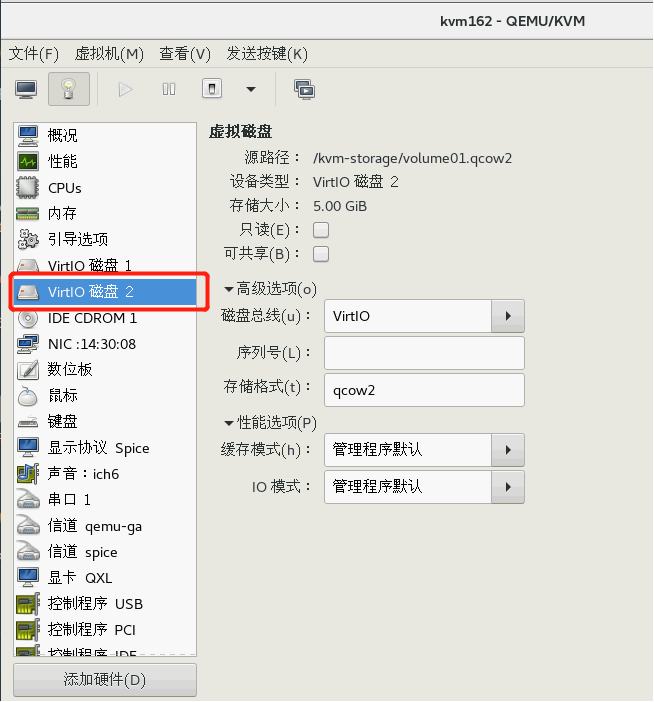 kvm162 - QEMU/KVM
文件(F) 虚拟机(M) 查看(V) 发送按键(K)
概况
性能
CPUs
内存
引导选项
VirtIO 磁盘 1
VirtIO 磁盘 2
IDE CDROM 1
NIC :14:30:08
数位板
鼠标
键盘
显示协议 Spice
声音：ich6
串口 1
信道 qemu-ga
信道 spice
显卡 QXL
控制程序 USB
控制程序 PCI
控制程序 IDE
添加硬件(D)
虚拟磁盘
源路径： /kvm-storage/volume01.qcow2
设备类型： VirtIO 磁盘 2
存储大小： 5.00 GiB
只读(E)：
可共享(B)：
高级选项(o)
磁盘总线(u)： VirtIO
序列号(L)：
存储格式(t)： qcow2
性能选项(P)
缓存模式(h)： 管理程序默认
IO 模式： 管理程序默认